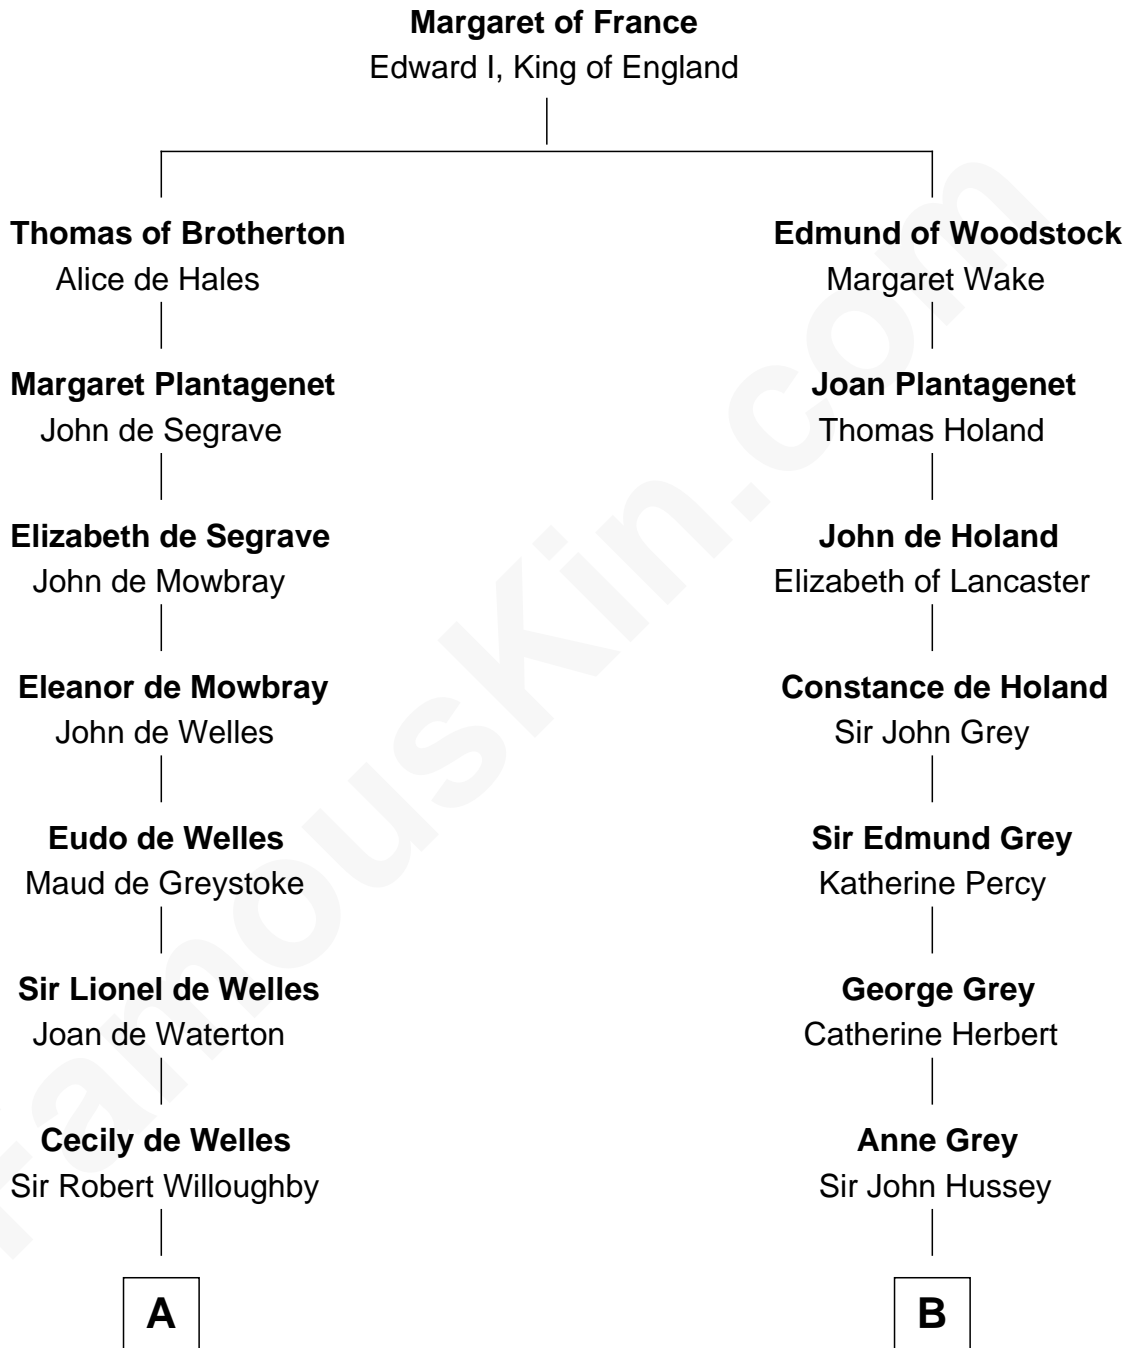 Margaret of France
Edward I, King of England
Thomas of Brotherton
Alice de Hales
Edmund of Woodstock
Margaret Wake
Margaret Plantagenet
John de Segrave
Joan Plantagenet
Thomas Holand
Elizabeth de Segrave
John de Mowbray
John de Holand
Elizabeth of Lancaster
Eleanor de Mowbray
John de Welles
Constance de Holand
Sir John Grey
Eudo de Welles
Maud de Greystoke
Sir Edmund Grey
Katherine Percy
Sir Lionel de Welles
Joan de Waterton
George Grey
Catherine Herbert
Cecily de Welles
Sir Robert Willoughby
Anne Grey
Sir John Hussey
A
B
FamousKin.com